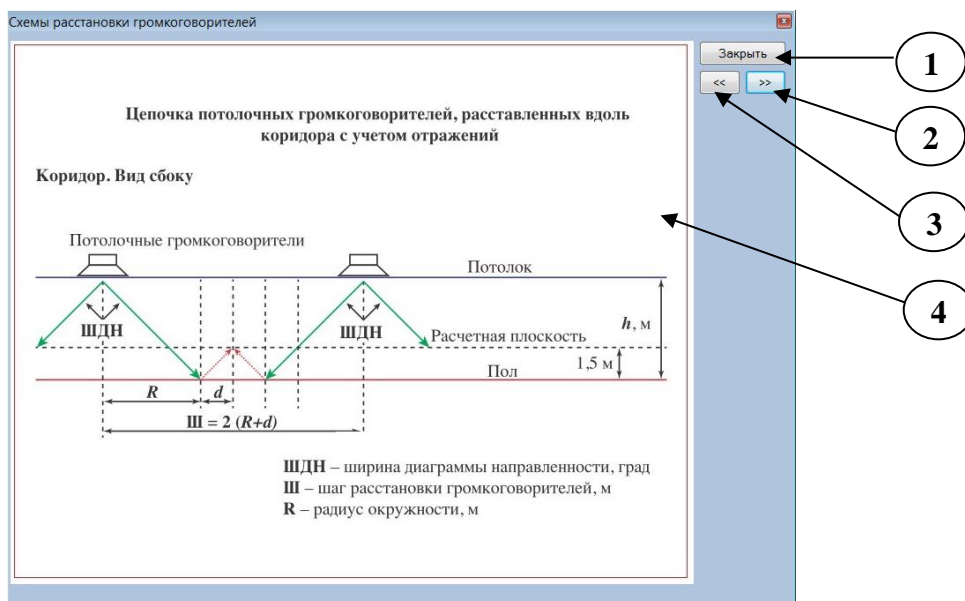 Схемы расстановки громкоговорителей
Закрыть
<<
>>
1
2
3
4
Цепочка потолочных громкоговорителей, расставленных вдоль
коридора с учетом отражений
Коридор. Вид сбоку
Потолочные громкоговорители
Потолок
ШДН
ШДН
h, м
Расчетная плоскость
1,5 м
Пол
R
d
Ш = 2 (R+d)
ШДН – ширина диаграммы направленности, град
Ш – шаг расстановки громкоговорителей, м
R – радиус окружности, м